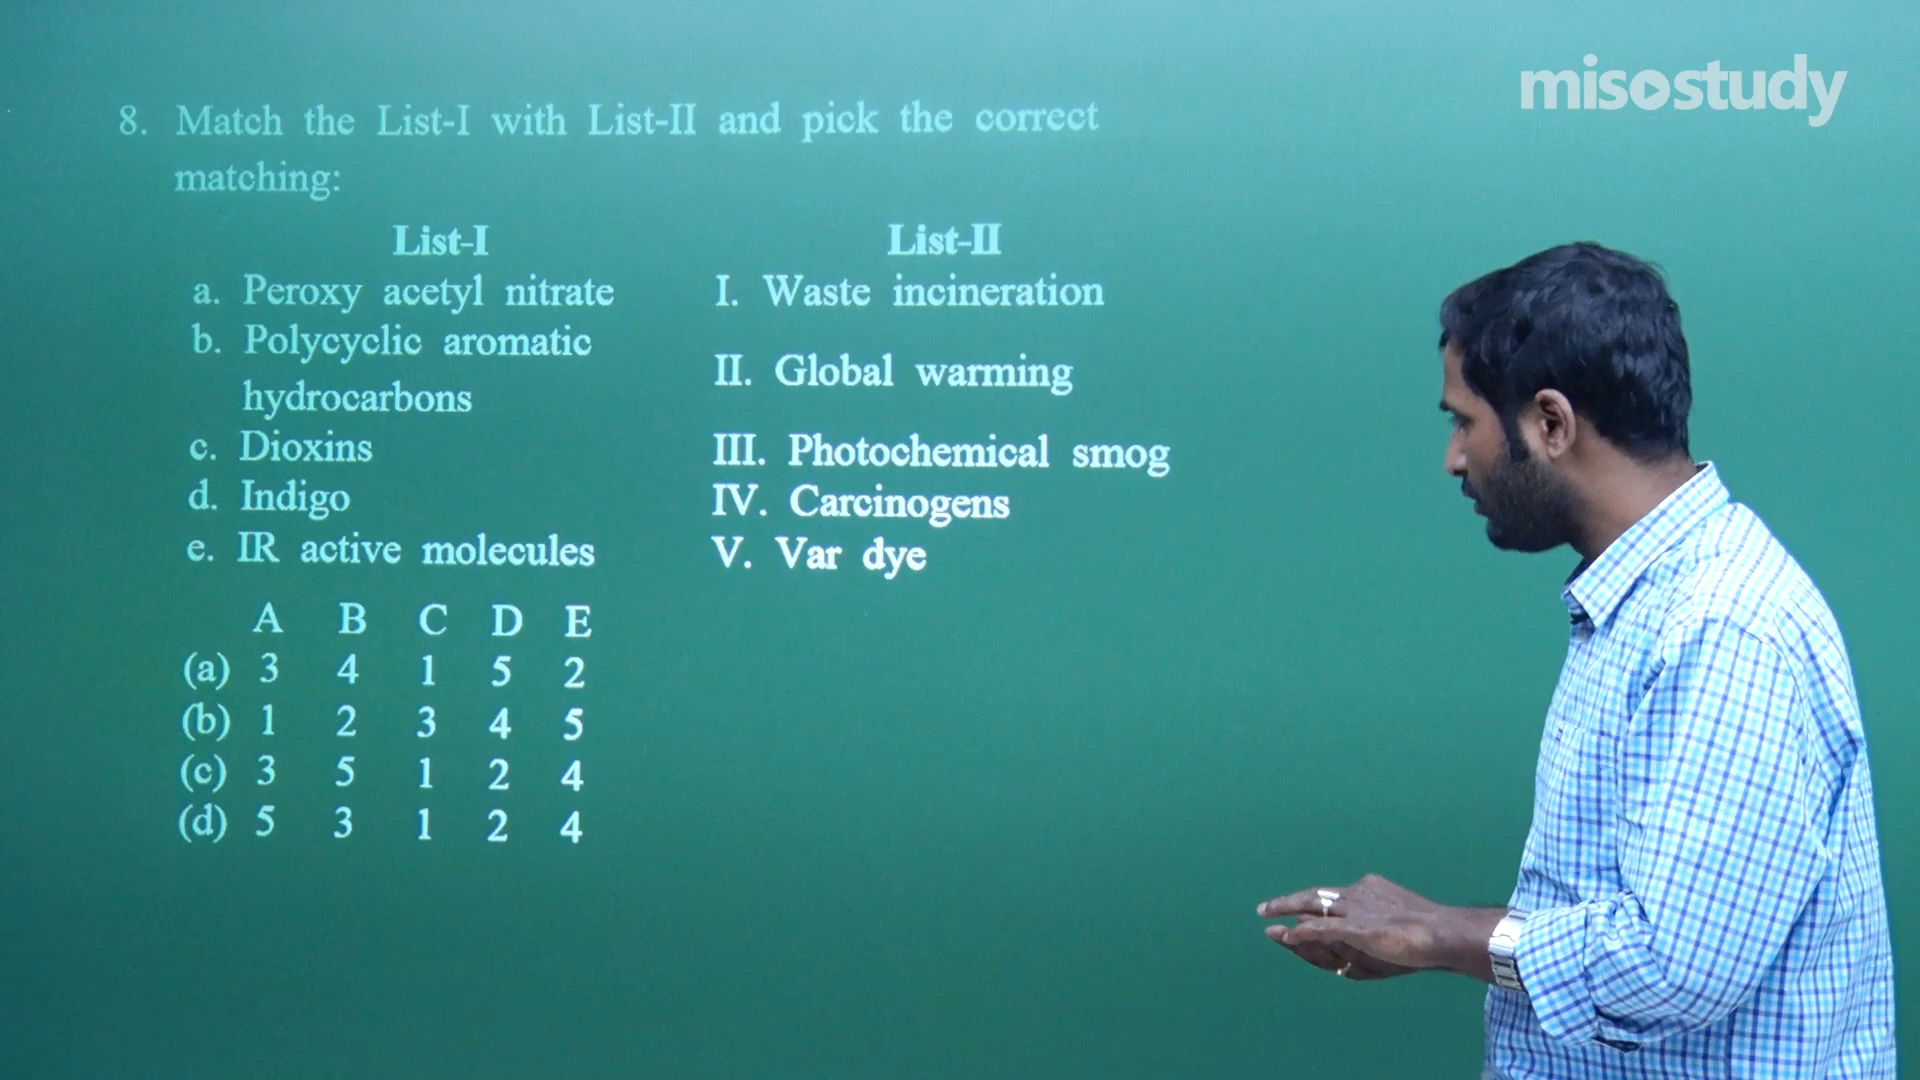 misostudy
8. Match the List-I with List-II and pick the correct
matching:
List-I List-II
a. Peroxy acetyl nitrate I. Waste incineration
b. Polycyclic aromatic
hydrocarbons II. Global warming
c. Dioxins III. Photochemical smog
d. Indigo IV. Carcinogens
e. IR active molecules V. Var dye
A B C D E
(a) 3 4 1 5 2
(b) 1 2 3 4 5
(c) 3 5 1 2 4
(d) 5 3 1 2 4